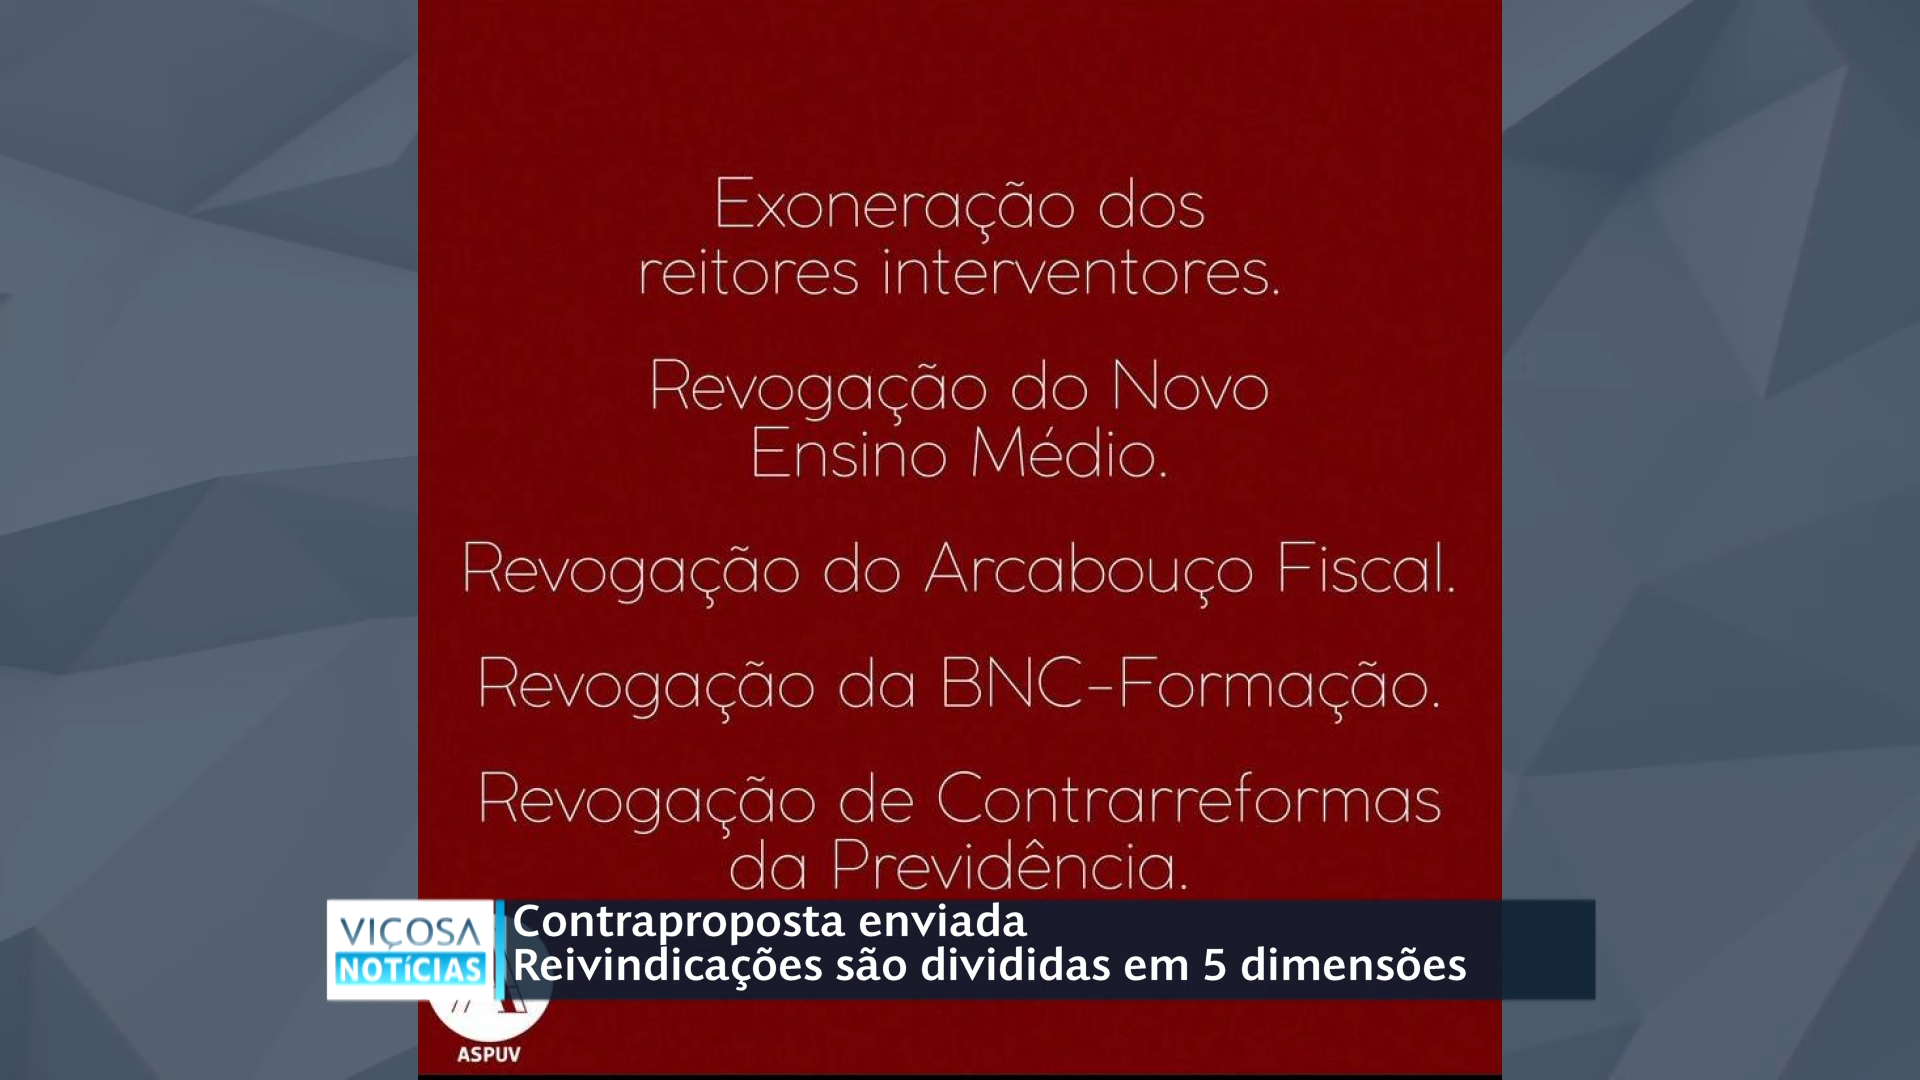 Exoneração dos
reitores interventores.
Revogação do Novo
Ensino Médio.
Revogação do Arcabouço Fiscal.
Revogação da BNC-Formação.
Revogação de Contrarreformas
da Previdência.
VIÇOSA
NOTÍCIAS
Contraproposta enviada
Reivindicações são divididas em 5 dimensões
ASPUV